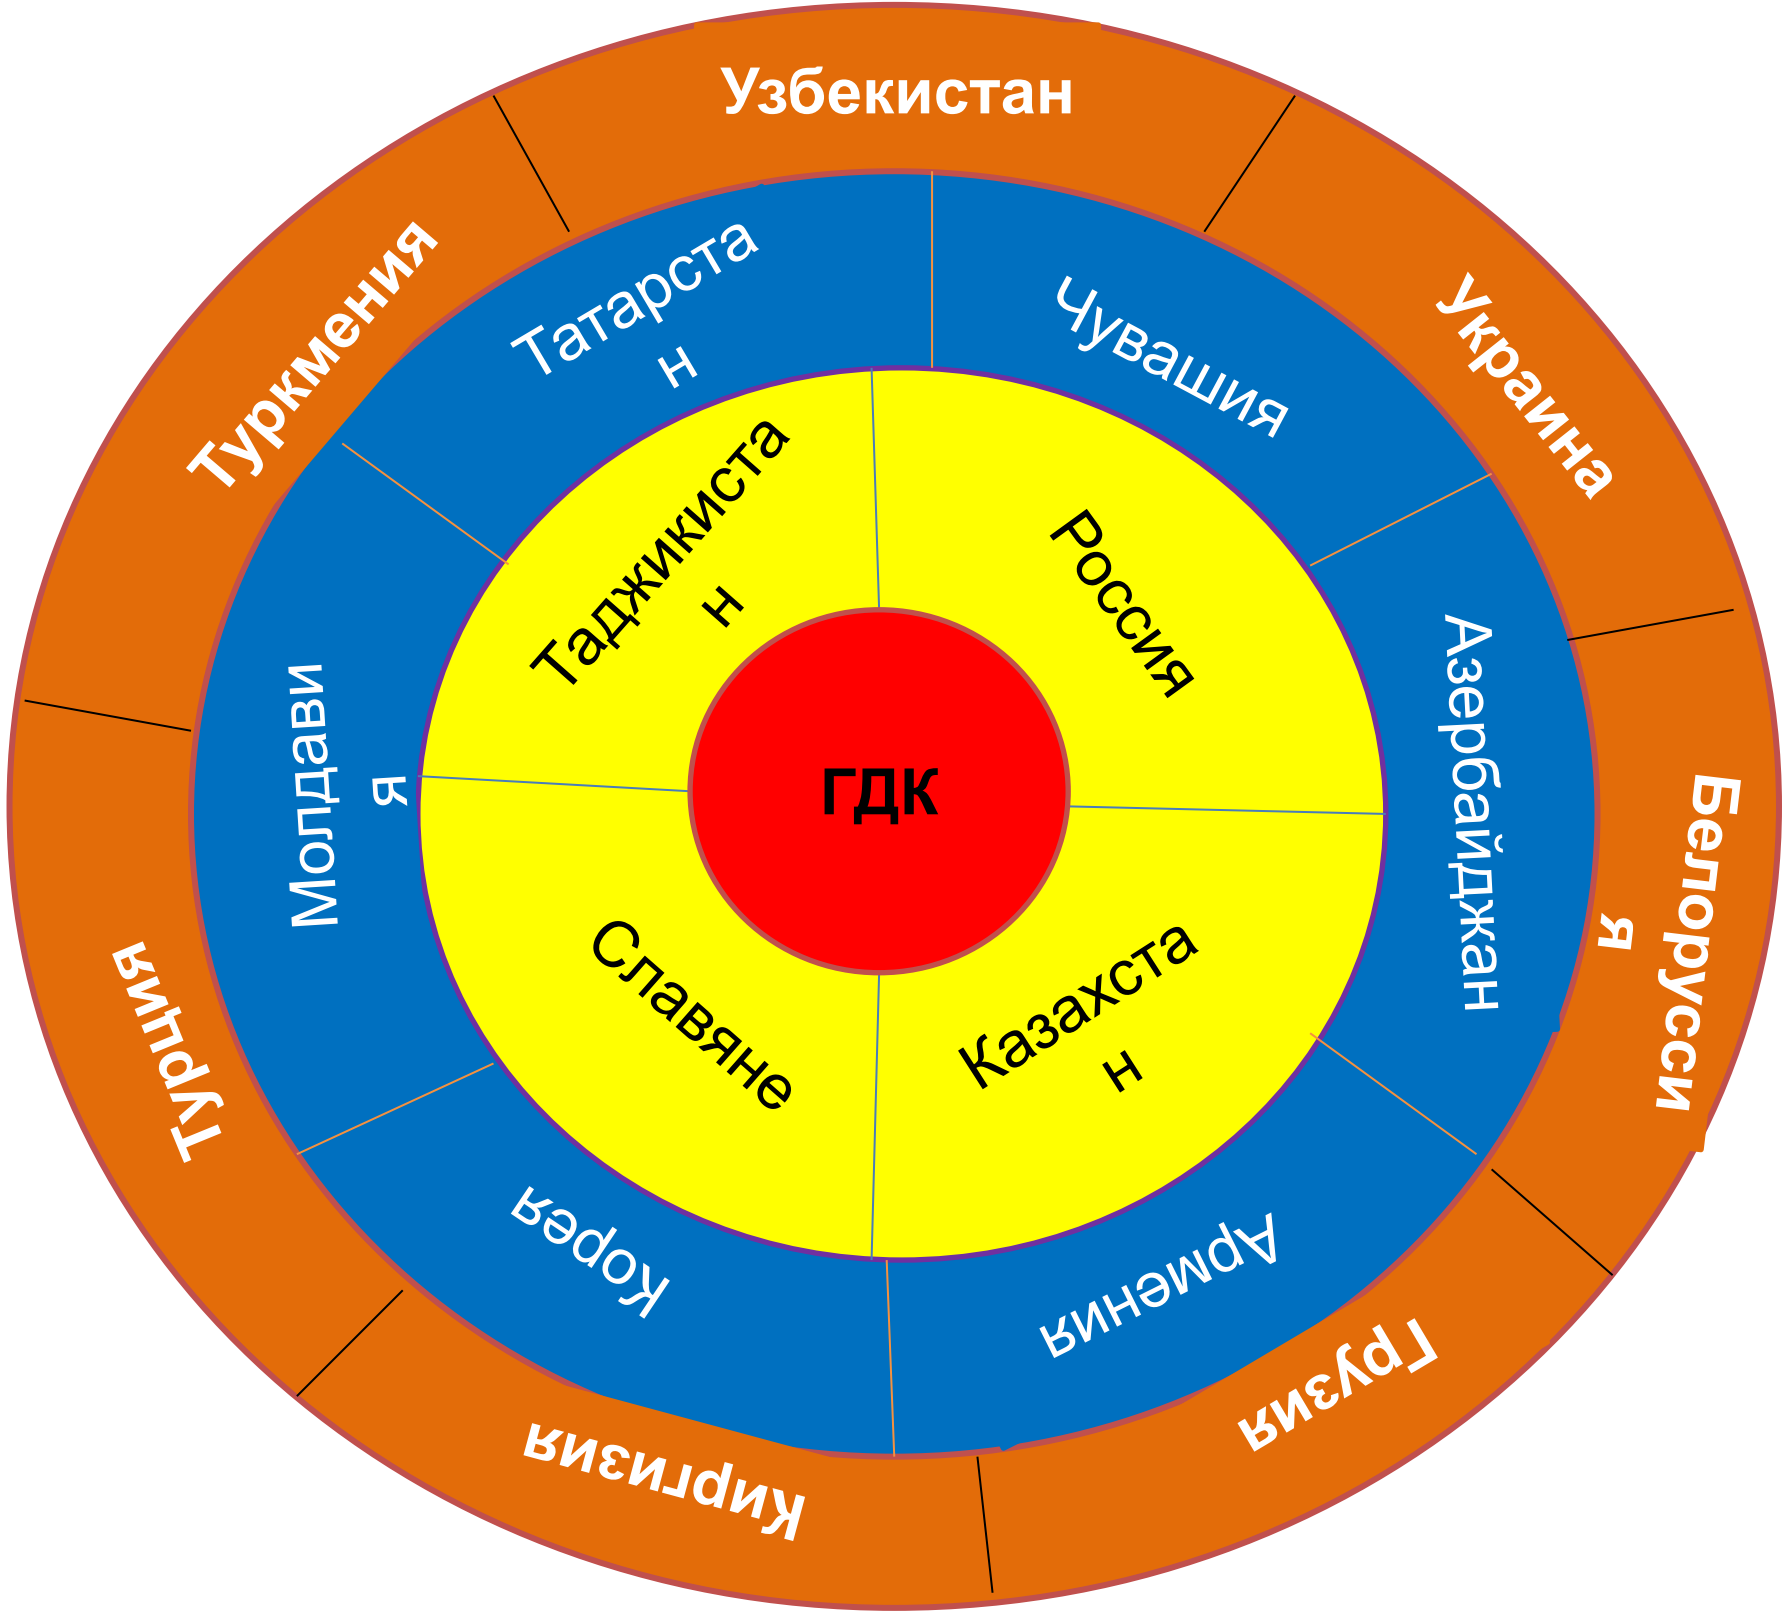 Узбекистан
Украина
Белорусси
я
Грузия
Киргизия
Турция
Туркмения
Татарста
н
Чувашия
Азербайджан
Армения
Корея
Молдави
я
Таджикиста
н
Россия
Казахста
н
Славяне
ГДК